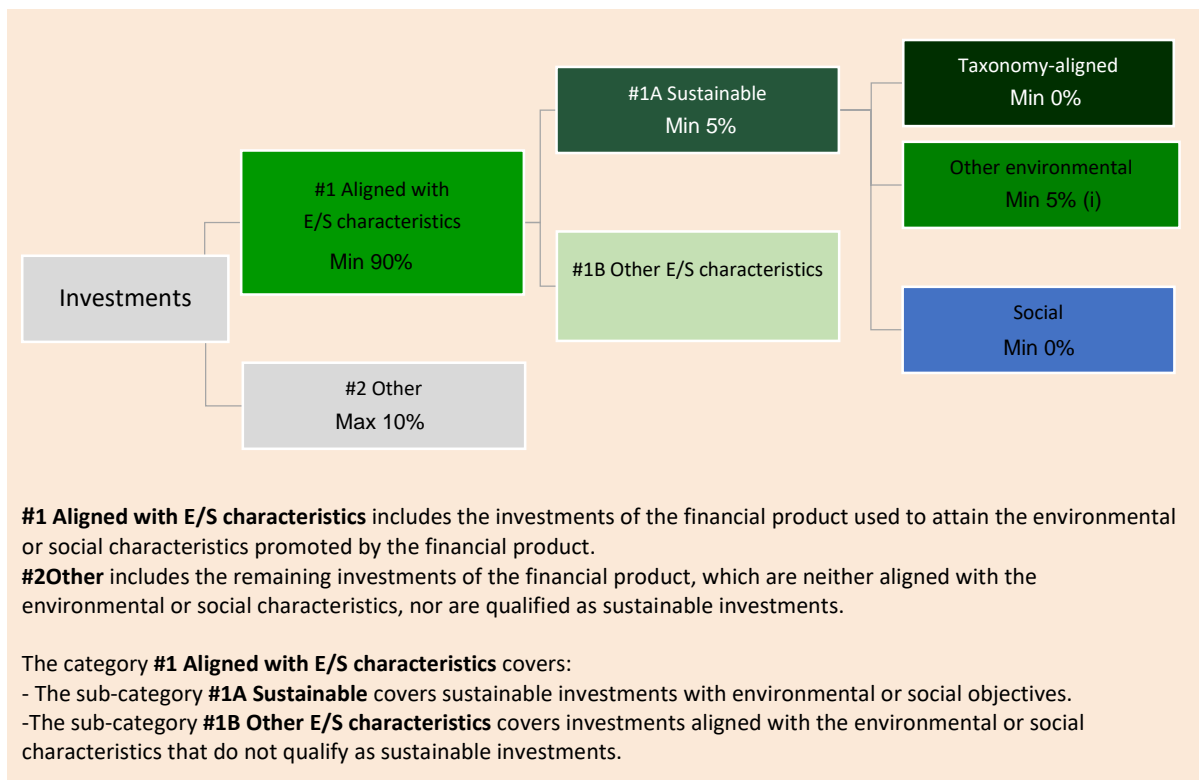 Investments
#1 Aligned with
E/S characteristics
Min 90%
#2 Other
Max 10%
#1A Sustainable
Min 5%
#1B Other E/S characteristics
Taxonomy-aligned
Min 0%
Other environmental
Min 5% (i)
Social
Min 0%
#1 Aligned with E/S characteristics includes the investments of the financial product used to attain the environmental
or social characteristics promoted by the financial product.
#2Other includes the remaining investments of the financial product, which are neither aligned with the
environmental or social characteristics, nor are qualified as sustainable investments.
The category #1 Aligned with E/S characteristics covers:
- The sub-category #1A Sustainable covers sustainable investments with environmental or social objectives.
-The sub-category #1B Other E/S characteristics covers investments aligned with the environmental or social
characteristics that do not qualify as sustainable investments.